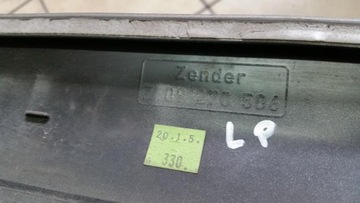 Zender
20.1.5.
330.
LP